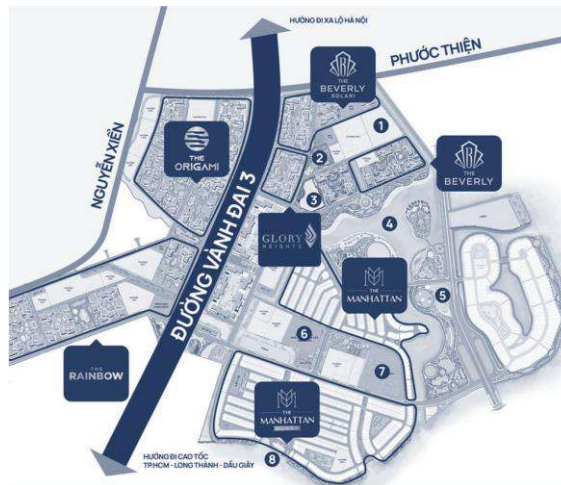 HƯỚNG ĐI XA LỘ HÀ NỘI
PHƯỚC THIỆN
THE
BEVERLY
SOLARI
1
NGUYỄN XIỂN
THE
ORIGAMI
2
THE
BEVERLY
3
4
ĐƯỜNG VÀNH ĐAI 3
GLORY
HEIGHTS
THE
MANHATTAN
5
6
THE
RAINBOW
7
THE
MANHATTAN
8
HƯỚNG ĐI CAO TỐC
TP.HCM - LONG THÀNH - DẦU GIÂY